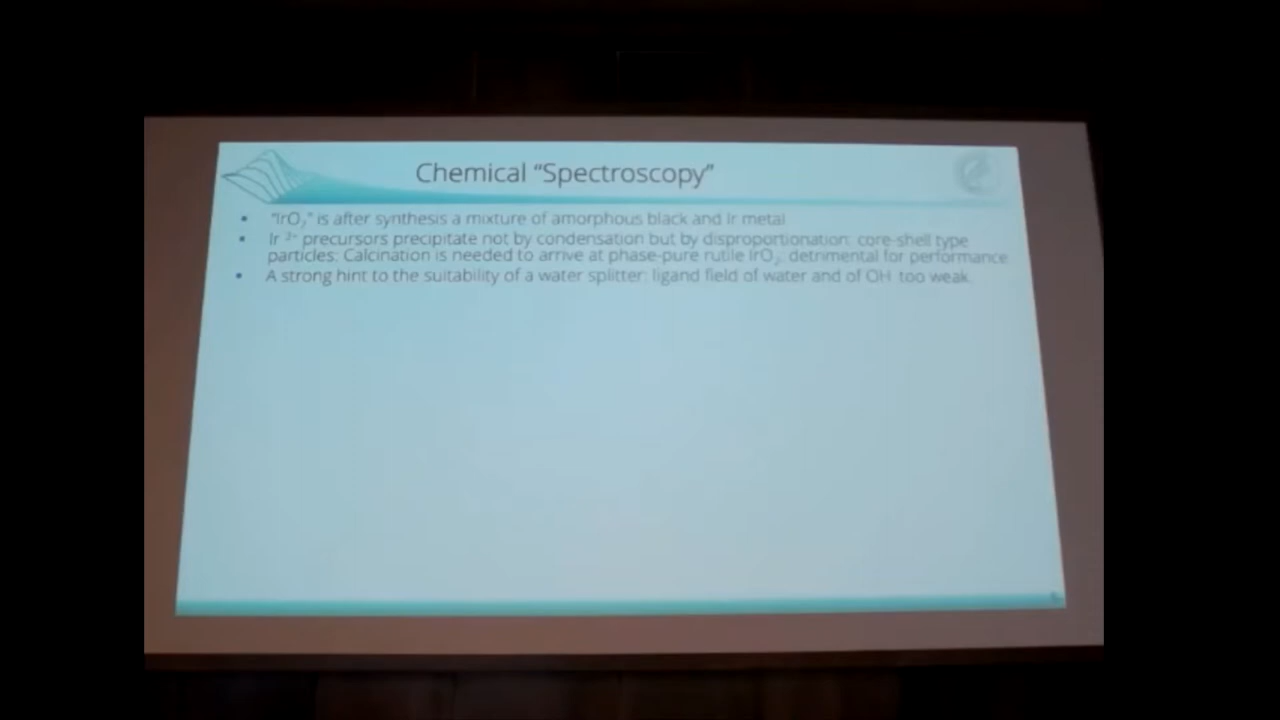 Chemical “Spectroscopy”
▪ “IrO₂” is after synthesis a mixture of amorphous black and Ir metal
▪ Ir ³⁺ precursors precipitate not by condensation but by disproportionation: core-shell type
particles: Calcination is needed to arrive at phase-pure rutile IrO₂: detrimental for performance
▪ A strong hint to the suitability of a water splitter: ligand field of water and of OH too weak.